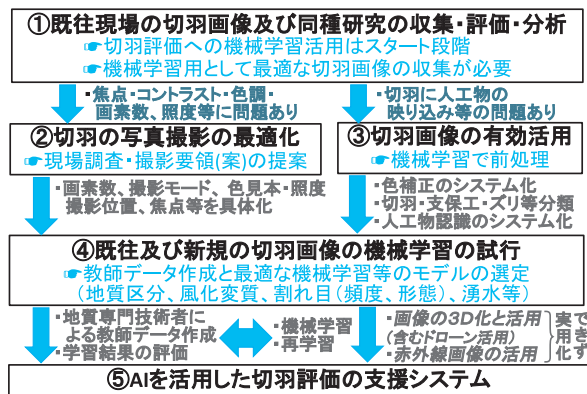 ①既往現場の切羽画像及び同種研究の収集・評価・分析
☛切羽評価への機械学習活用はスタート段階
☛機械学習用として最適な切羽画像の収集が必要
・焦点・コントラスト・色調・
画素数、照度等に問題あり
・切羽に人工物の
映り込み等の問題あり
②切羽の写真撮影の最適化
☛現場調査・撮影要領(案)の提案
③切羽画像の有効活用
☛機械学習で前処理
・画素数、撮影モード、色見本・照度
撮影位置、焦点等を具体化
・色補正のシステム化
・切羽・支保工・ズリ等分類
・人工物認識のシステム化
④既往及び新規の切羽画像の機械学習の試行
☛教師データ作成と最適な機械学習等のモデルの選定
(地質区分、風化変質、割れ目(頻度、形態)、湧水等)
・地質専門技術者に
よる教師データ作成
・学習結果の評価
・機械学習
・再学習
・画像の3D化と活用
(含むドローン活用)
・赤外線画像の活用
実用化
できず
⑤AIを活用した切羽評価の支援システム